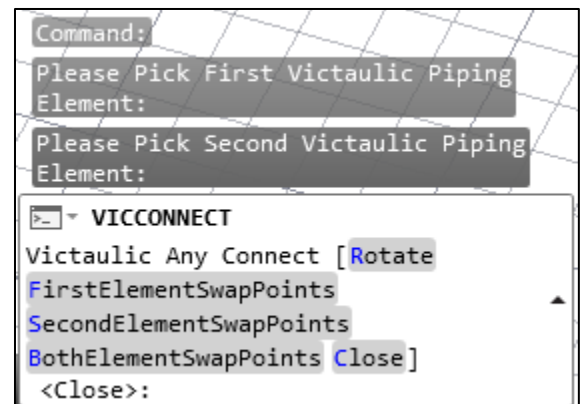 Command:
Please Pick First Victaulic Piping
Element:
Please Pick Second Victaulic Piping
Element:
VICCONNECT
Victaulic Any Connect [Rotate
FirstElementSwapPoints
SecondElementSwapPoints
BothElementSwapPoints Close]
<Close>: